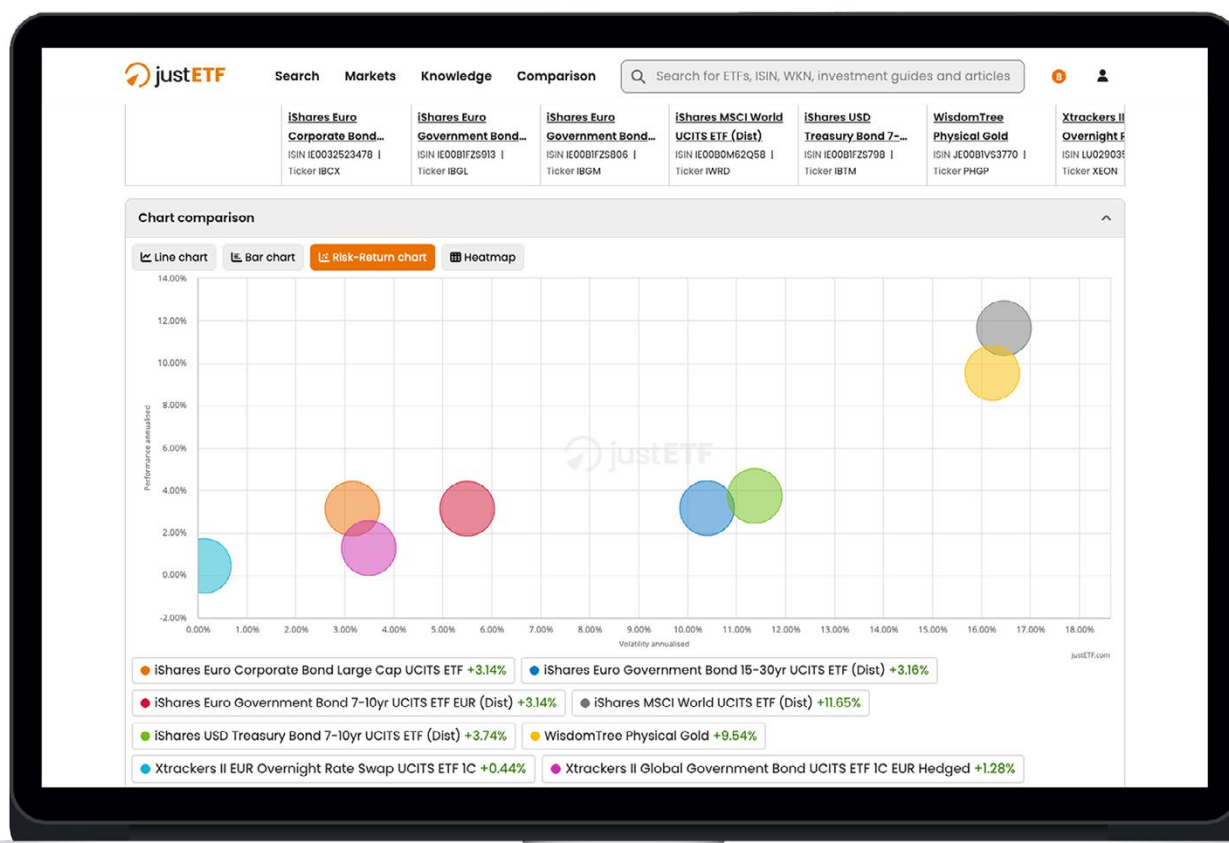 justETF
Search Markets Knowledge Comparison Search for ETFs, ISIN, WKN, investment guides and articles 8
iShares Euro
Corporate Bond...
ISIN IE0032523478 |
Ticker IBCX
iShares Euro
Government Bond...
ISIN IE00B1FZS913 |
Ticker IBGL
iShares Euro
Government Bond...
ISIN IE00B1FZS806 |
Ticker IBGM
iShares MSCI World
UCITS ETF (Dist)
ISIN IE00B0M62Q58 |
Ticker IWRD
iShares USD
Treasury Bond 7-...
ISIN IE00B1FZS798 |
Ticker IBTM
WisdomTree
Physical Gold
ISIN JE00B1VS3770 |
Ticker PHGP
Xtrackers II
Overnight
ISIN LU029035
Ticker XEON
Chart comparison
Line chart Bar chart Risk-Return chart Heatmap
14.00%
12.00%
10.00%
8.00%
6.00%
4.00%
2.00%
0.00%
-2.00%
Performance annualised
justETF
0.00% 1.00% 2.00% 3.00% 4.00% 5.00% 6.00% 7.00% 8.00% 9.00% 10.00% 11.00% 12.00% 13.00% 14.00% 15.00% 16.00% 17.00% 18.00%
Volatility annualised
justETF.com
iShares Euro Corporate Bond Large Cap UCITS ETF +3.14% iShares Euro Government Bond 15-30yr UCITS ETF (Dist) +3.16%
iShares Euro Government Bond 7-10yr UCITS ETF EUR (Dist) +3.14% iShares MSCI World UCITS ETF (Dist) +11.65%
iShares USD Treasury Bond 7-10yr UCITS ETF (Dist) +3.74% WisdomTree Physical Gold +9.54%
Xtrackers II EUR Overnight Rate Swap UCITS ETF 1C +0.44% Xtrackers II Global Government Bond UCITS ETF 1C EUR Hedged +1.28%